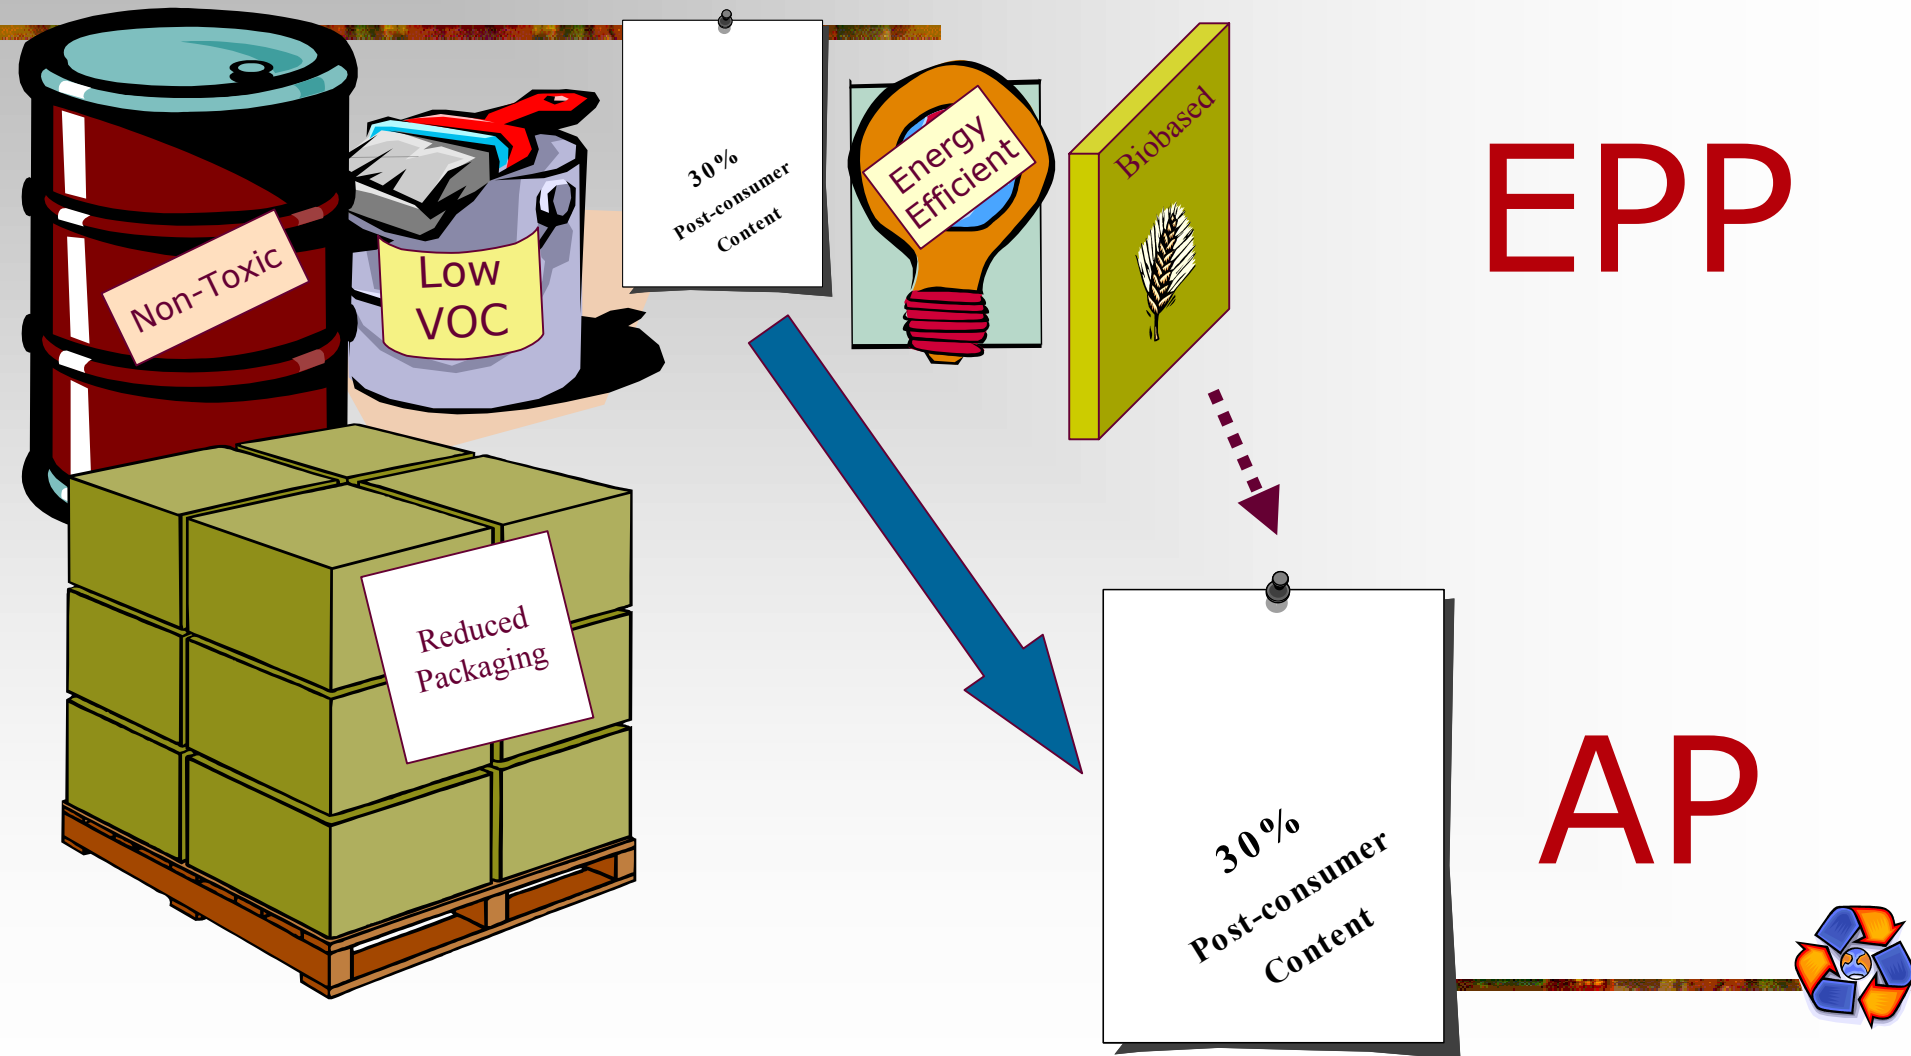 Non-Toxic
Low
VOC
30%
Post-consumer
Content
Energy
Efficient
Biobased
EPP
Reduced
Packaging
30%
Post-consumer
Content
AP